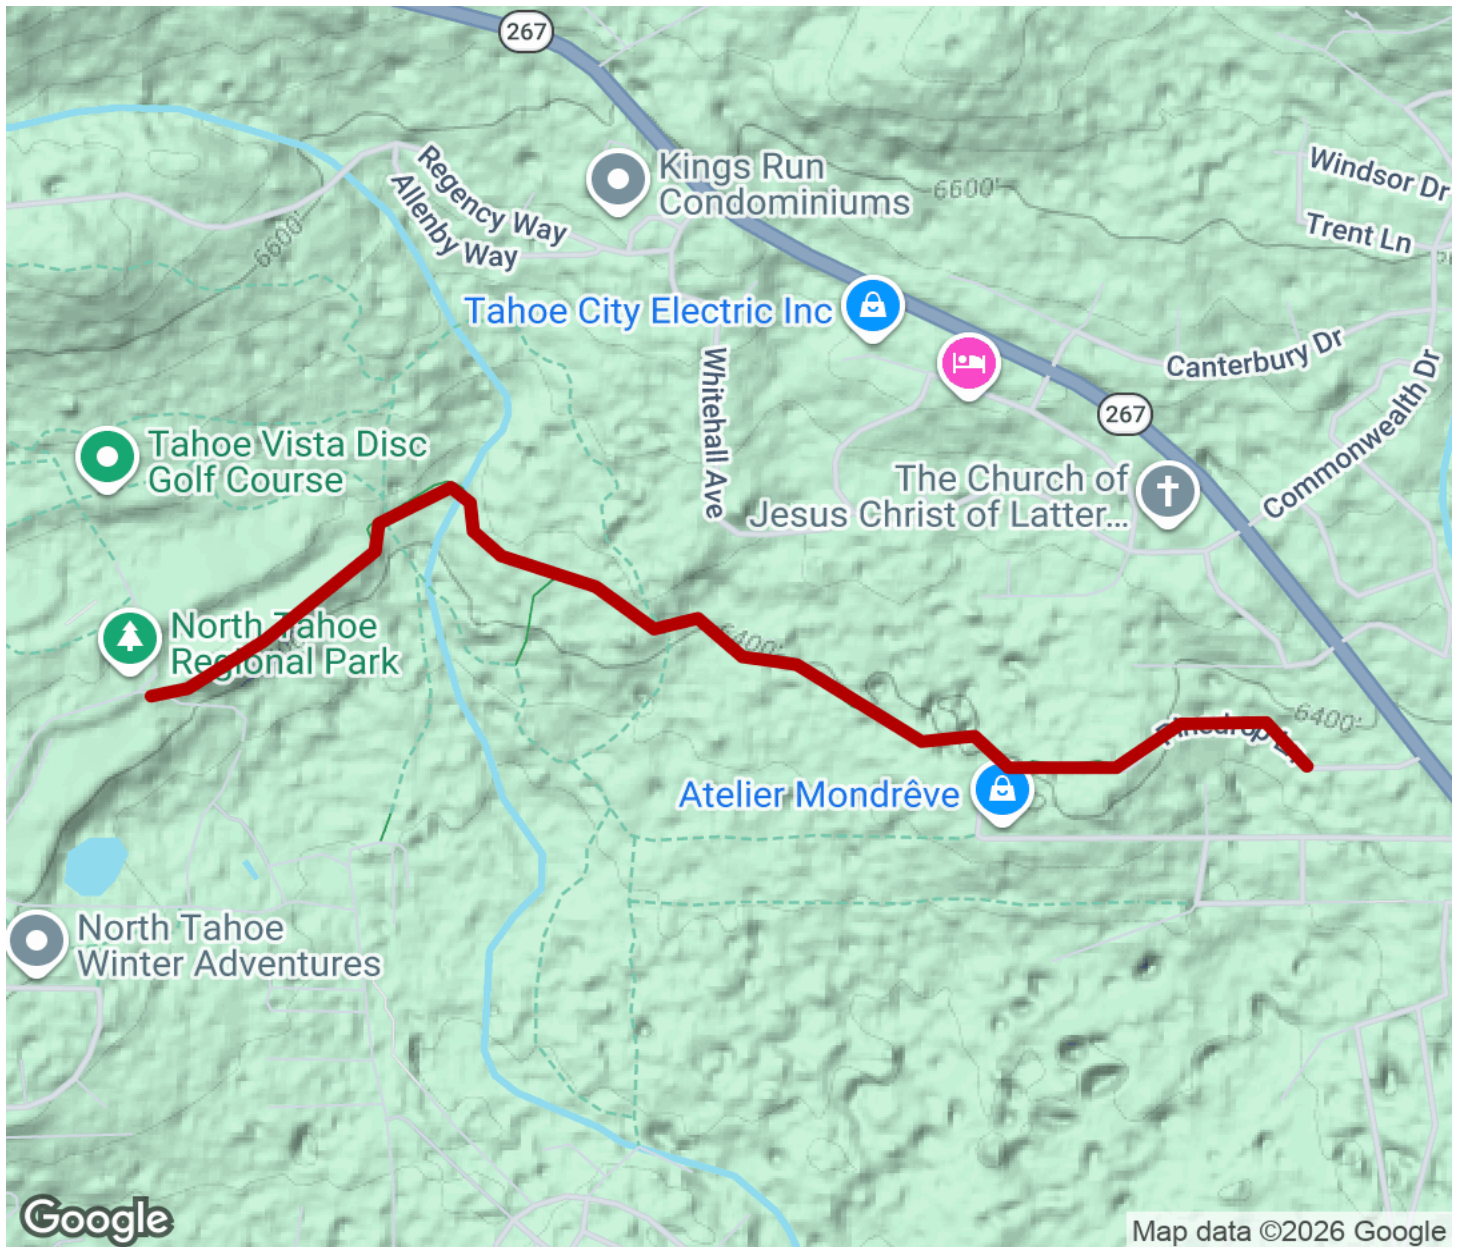 267
Kings Run
Condominiums
Regency Way
Allenby Way
6600'
6600'
Windsor Dr
Trent Ln
Tahoe City Electric Inc
Whitehall Ave
Canterbury Dr
Commonwealth Dr
267
Tahoe Vista Disc
Golf Course
The Church of
Jesus Christ of Latter...
North Tahoe
Regional Park
6400'
6400'
Atelier Mondrêve
North Tahoe
Winter Adventures
Google
Map data ©2026 Google